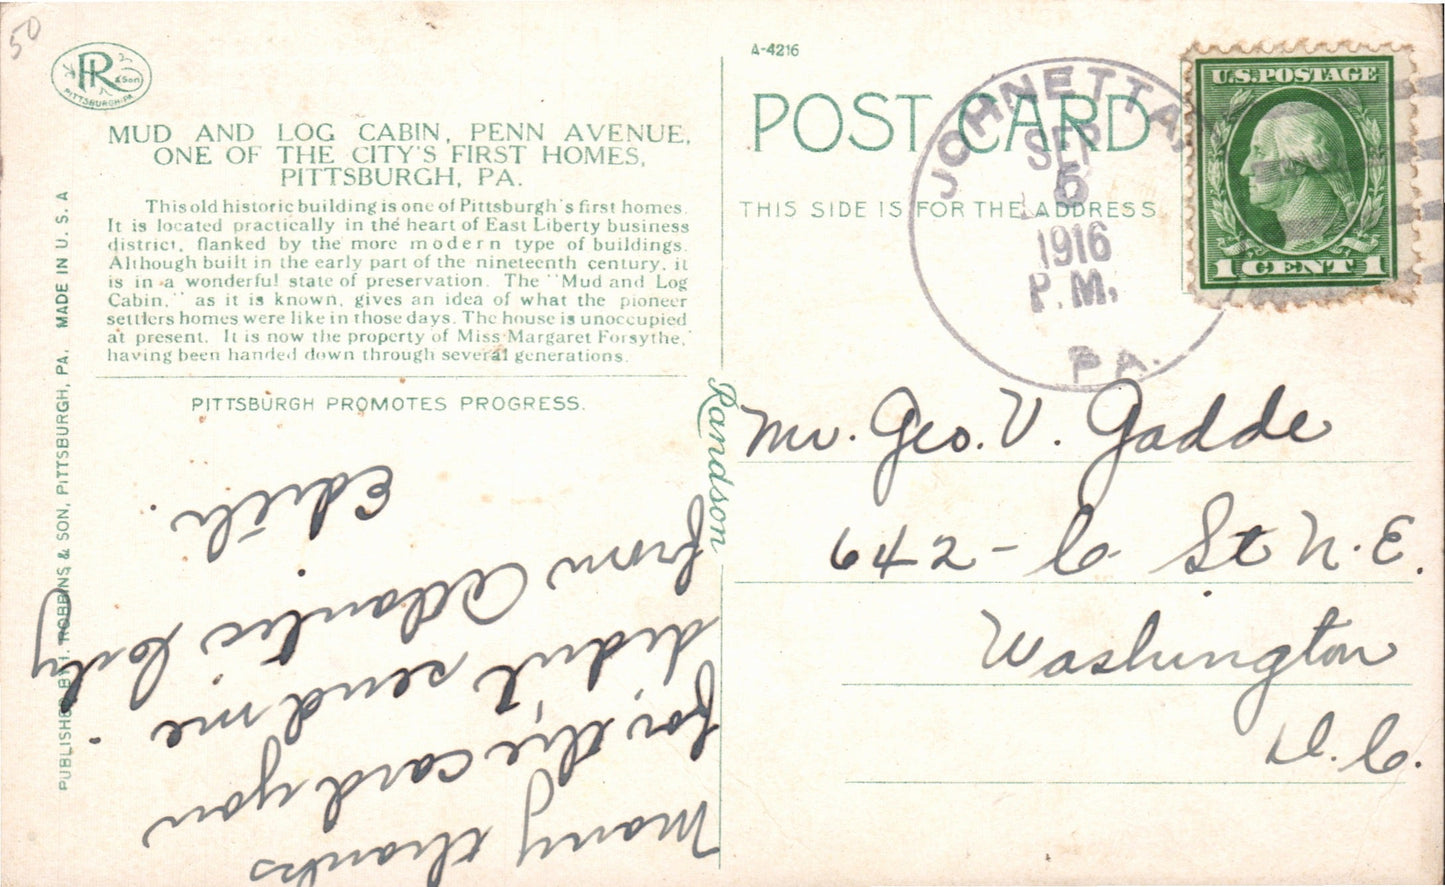 50
HR & Son
PITTSBURGH, PA.
MUD AND LOG CABIN, PENN AVENUE,
ONE OF THE CITY'S FIRST HOMES,
PITTSBURGH, PA.
This old historic building is one of Pittsburgh's first homes.
It is located practically in the heart of East Liberty business
district, flanked by the more modern type of buildings.
Although built in the early part of the nineteenth century, it
is in a wonderful state of preservation. The "Mud and Log
Cabin," as it is known, gives an idea of what the pioneer
settlers homes were like in those days. The house is unoccupied
at present. It is now the property of Miss Margaret Forsythe,
having been handed down through several generations.
PITTSBURGH PROMOTES PROGRESS.
PUBLISHED BY I. ROBBINS & SON, PITTSBURGH, PA. MADE IN U. S. A
Randson
Many thanks
for the card you
didn't send me
from Atlantic City
Edith.
A-4216
POST CARD
THIS SIDE IS FOR THE ADDRESS
JOHNETTA,
SEP
5
1916
P.M.
PA.
U.S. POSTAGE
1 CENT 1
Mr. Geo. V. Gadde
642 - C St N.E.
Washington
D.C.